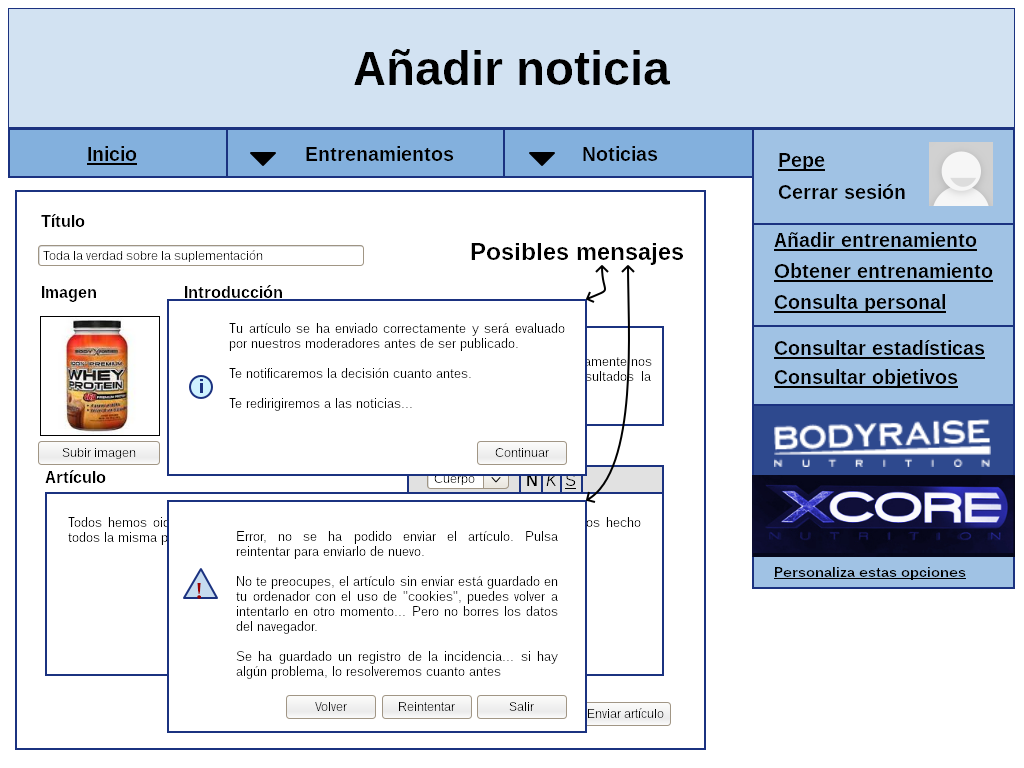 Añadir noticia
Inicio
Entrenamientos
Noticias
Pepe
Cerrar sesión
Añadir entrenamiento
Obtener entrenamiento
Consulta personal
Consultar estadísticas
Consultar objetivos
BODYRAISE
NUTRITION
XCORE
NUTRITION
Personaliza estas opciones
Título
Toda la verdad sobre la suplementación
Posibles mensajes
Imagen
Introducción
100% PREMIUM
WHEY
PROTEIN
Subir imagen
nos
la
Tu artículo se ha enviado correctamente y será evaluado
por nuestros moderadores antes de ser publicado.
Te notificaremos la decisión cuanto antes.
Te redirigiremos a las noticias...
i
Continuar
Artículo
Cuerpo
N K S
Todos hemos hecho
todos la misma
Error, no se ha podido enviar el artículo. Pulsa
reintentar para enviarlo de nuevo.
No te preocupes, el artículo sin enviar está guardado en
tu ordenador con el uso de "cookies", puedes volver a
intentarlo en otro momento... Pero no borres los datos
del navegador.
Se ha guardado un registro de la incidencia... si hay
algún problema, lo resolveremos cuanto antes
!
Volver
Reintentar
Salir
Enviar artículo